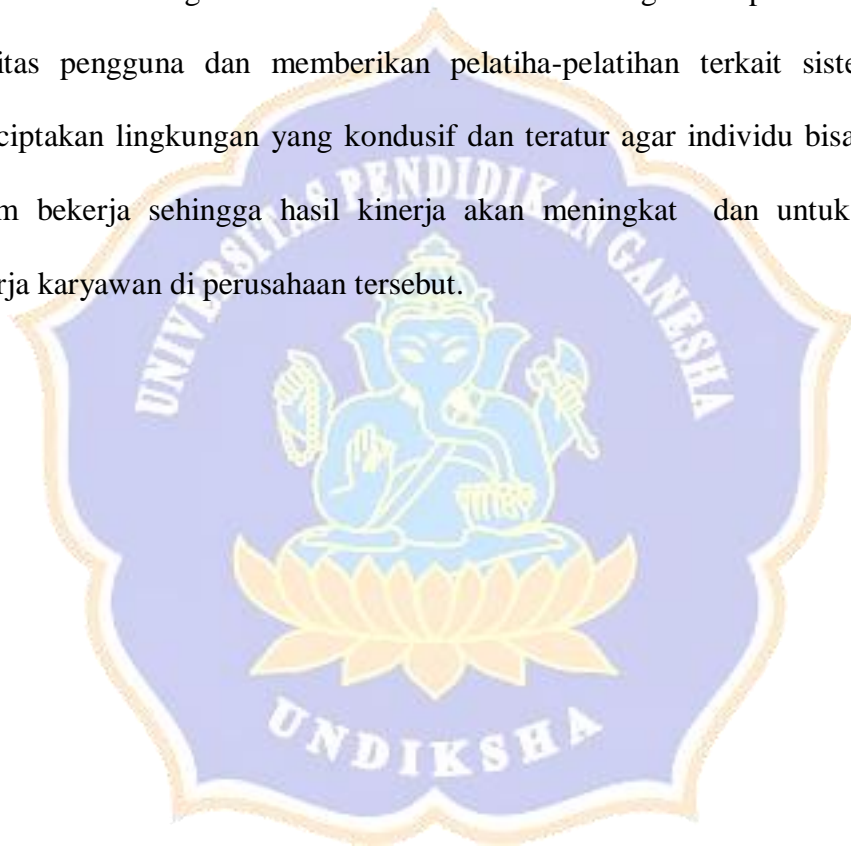 itas pengguna dan memberikan pelatiha-pelatihan terkait siste
ciptakan lingkungan yang kondusif dan teratur agar individu bisa
m bekerja sehingga hasil kinerja akan meningkat dan untuk
rja karyawan di perusahaan tersebut.
UNIVERSITAS PENDIDIKAN GANESHA
UNDIKSHA